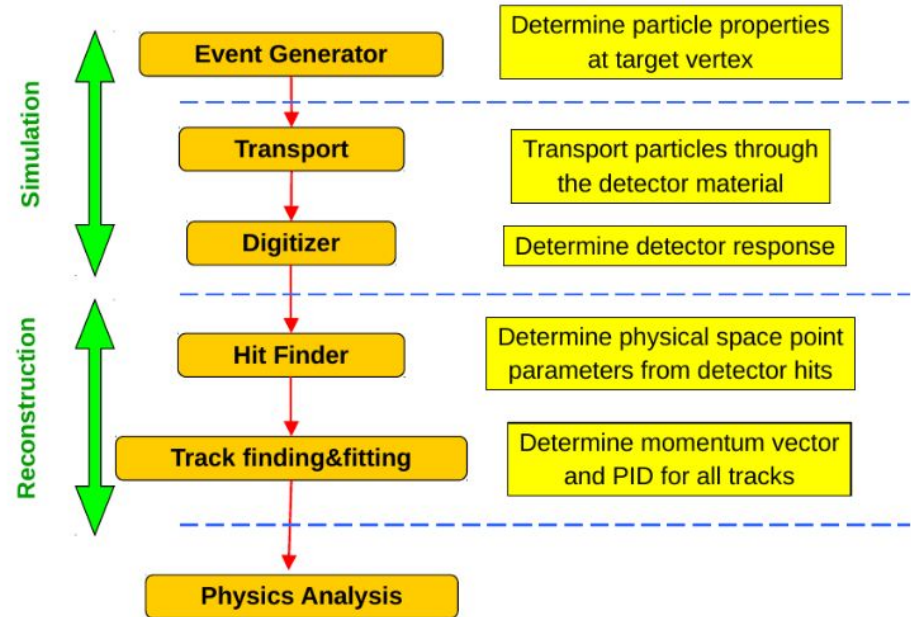 Simulation
Event Generator
Determine particle properties
at target vertex
Transport
Transport particles through
the detector material
Digitizer
Determine detector response
Reconstruction
Hit Finder
Determine physical space point
parameters from detector hits
Track finding&fitting
Determine momentum vector
and PID for all tracks
Physics Analysis